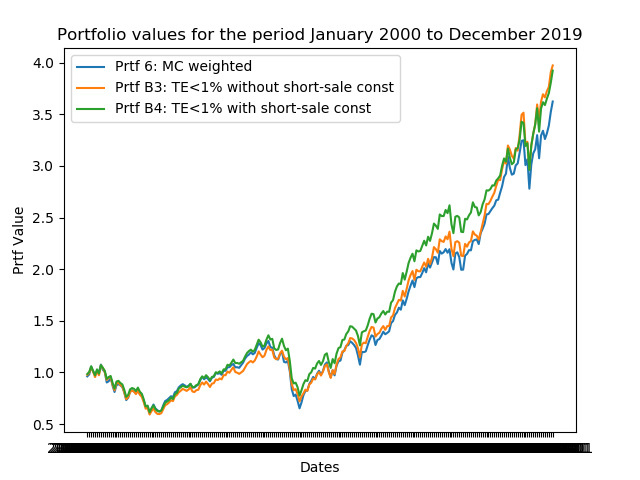 Portfolio values for the period January 2000 to December 2019
Prtf 6: MC weighted
Prtf B3: TE<1% without short-sale const
Prtf B4: TE<1% with short-sale const
4.0
3.5
3.0
2.5
2.0
1.5
1.0
0.5
Prtf Value
Dates